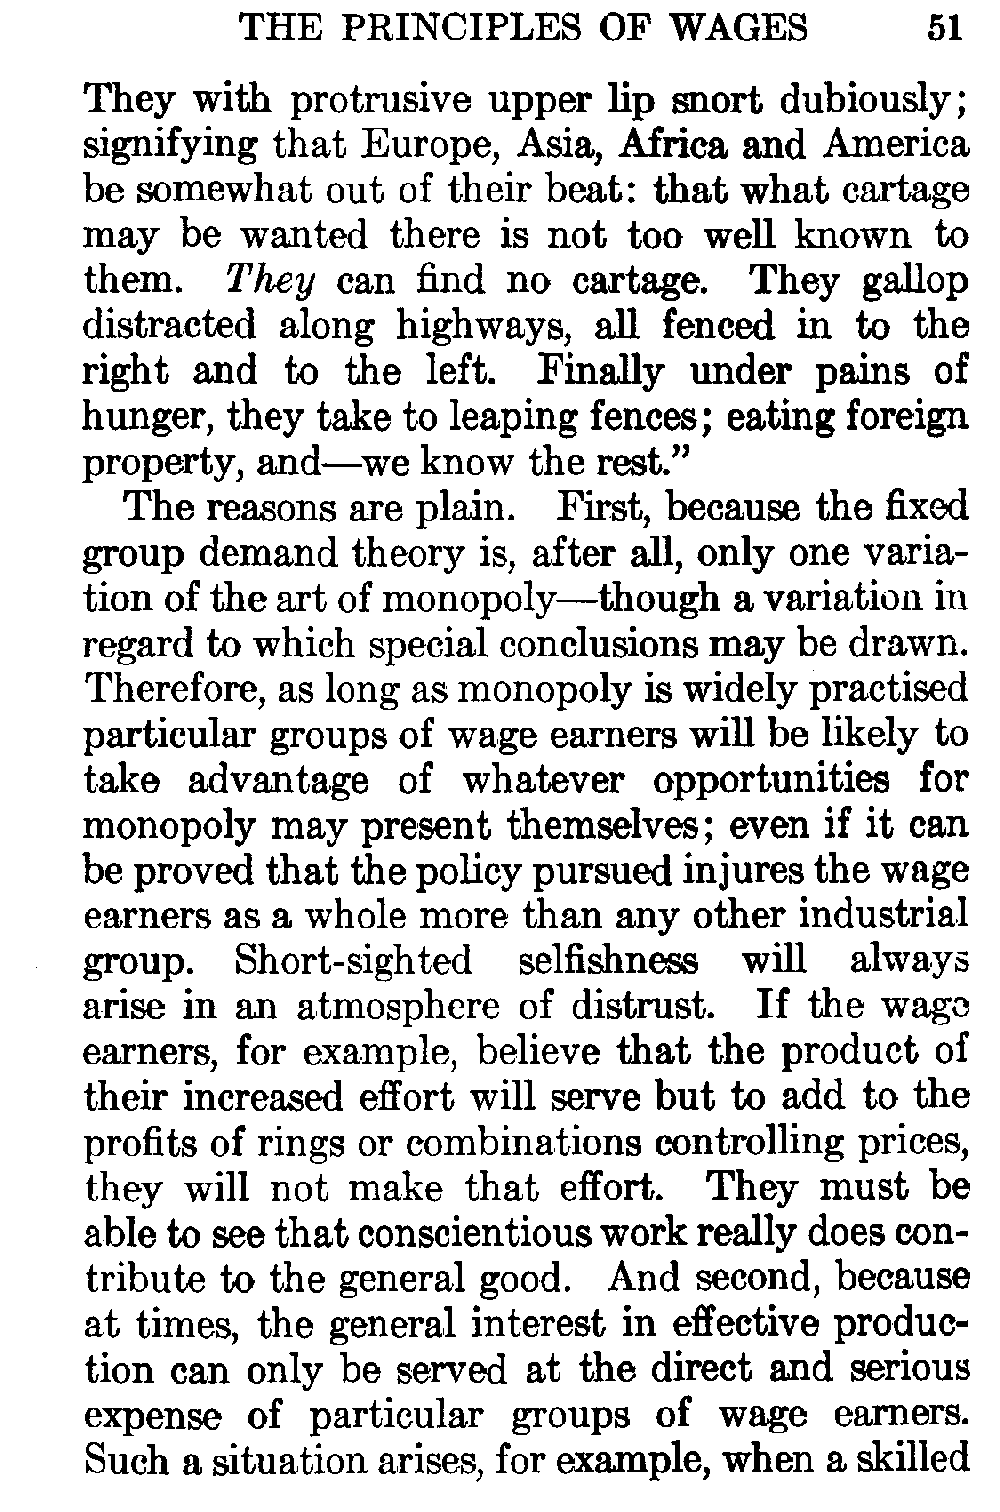 THE PRINCIPLES OF WAGES 51
They with protrusive upper lip snort dubiously;
signifying that Europe, Asia, Africa and America
be somewhat out of their beat: that what cartage
may be wanted there is not too well known to
them. They can find no cartage. They gallop
distracted along highways, all fenced in to the
right and to the left. Finally under pains of
hunger, they take to leaping fences; eating foreign
property, and—we know the rest.”
The reasons are plain. First, because the fixed
group demand theory is, after all, only one varia-
tion of the art of monopoly—though a variation in
regard to which special conclusions may be drawn.
Therefore, as long as monopoly is widely practised
particular groups of wage earners will be likely to
take advantage of whatever opportunities for
monopoly may present themselves; even if it can
be proved that the policy pursued injures the wage
earners as a whole more than any other industrial
group. Short-sighted selfishness will always
arise in an atmosphere of distrust. If the wage
earners, for example, believe that the product of
their increased effort will serve but to add to the
profits of rings or combinations controlling prices,
they will not make that effort. They must be
able to see that conscientious work really does con-
tribute to the general good. And second, because
at times, the general interest in effective produc-
tion can only be served at the direct and serious
expense of particular groups of wage earners.
Such a situation arises, for example, when a skilled